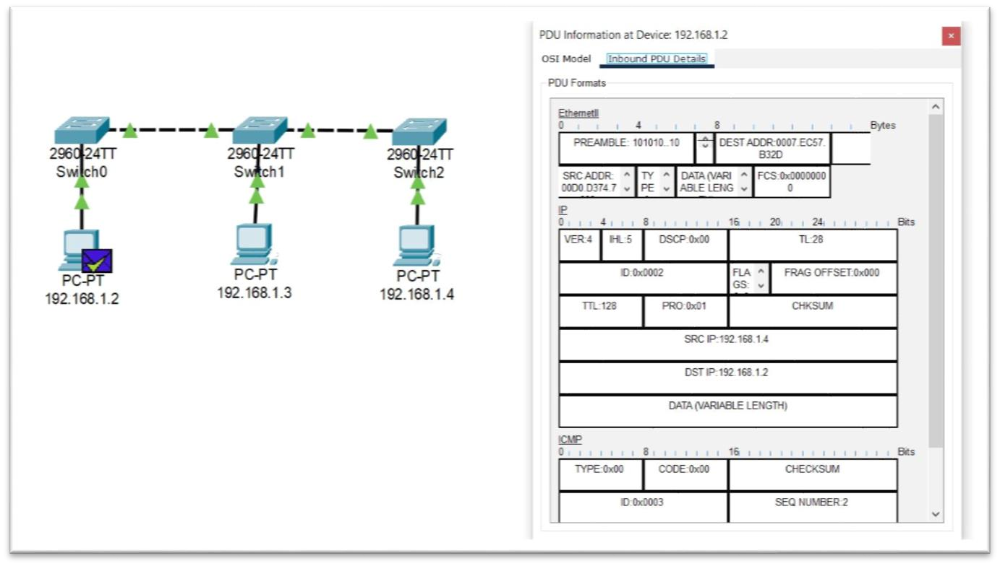 2960-24TT
Switch0
2960-24TT
Switch1
2960-24TT
Switch2
PC-PT
192.168.1.2
PC-PT
192.168.1.3
PC-PT
192.168.1.4
PDU Information at Device: 192.168.1.2
OSI Model
Inbound PDU Details
PDU Formats
EthernetII
0 4 8 Bytes
PREAMBLE: 101010..10
DEST ADDR:0007.EC57.
B32D
SRC ADDR:
00D0.D374.7
TY
PE
DATA (VARI
ABLE LENG
FCS:0x0000000
0
IP
0 4 8 16 20 24 Bits
VER:4 IHL:5 DSCP:0x00 TL:28
ID:0x0002
FLA
GS:
FRAG OFFSET:0x000
TTL:128 PRO:0x01 CHKSUM
SRC IP:192.168.1.4
DST IP:192.168.1.2
DATA (VARIABLE LENGTH)
ICMP
0 8 16 Bits
TYPE:0x00 CODE:0x00 CHECKSUM
ID:0x0003 SEQ NUMBER:2